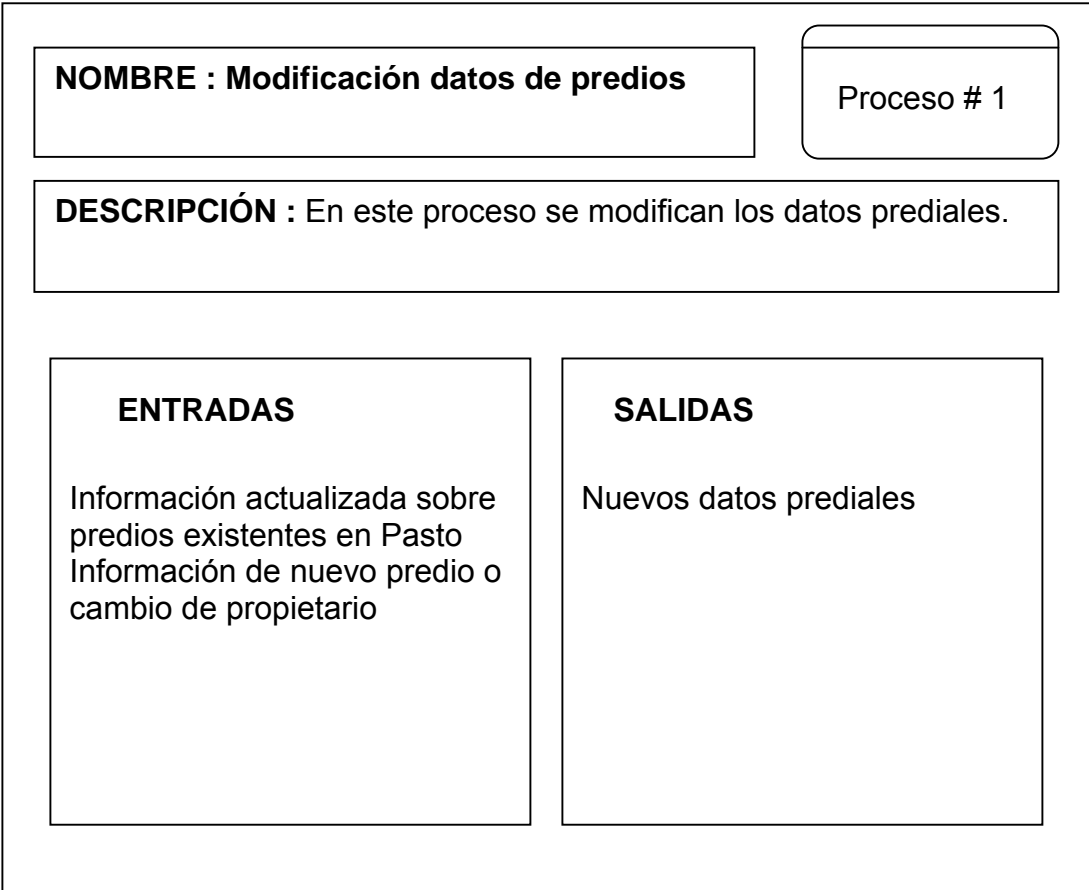 NOMBRE : Modificación datos de predios
Proceso # 1
DESCRIPCIÓN : En este proceso se modifican los datos prediales.
ENTRADAS
Información actualizada sobre
predios existentes en Pasto
Información de nuevo predio o
cambio de propietario
SALIDAS
Nuevos datos prediales